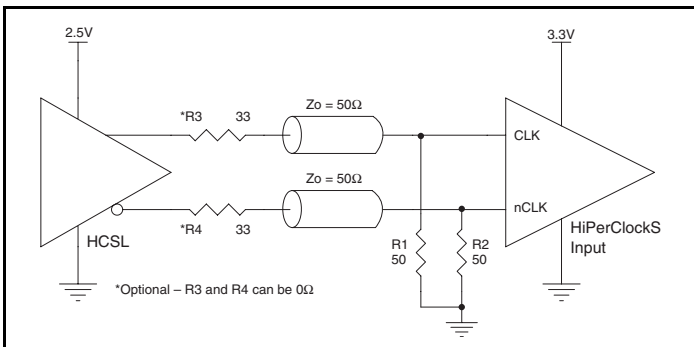 2.5V
3.3V
*R3
33
Zo = 50Ω
CLK
Zo = 50Ω
nCLK
*R4
33
HCSL
R1
50
R2
50
HiPerClockS
Input
*Optional – R3 and R4 can be 0Ω